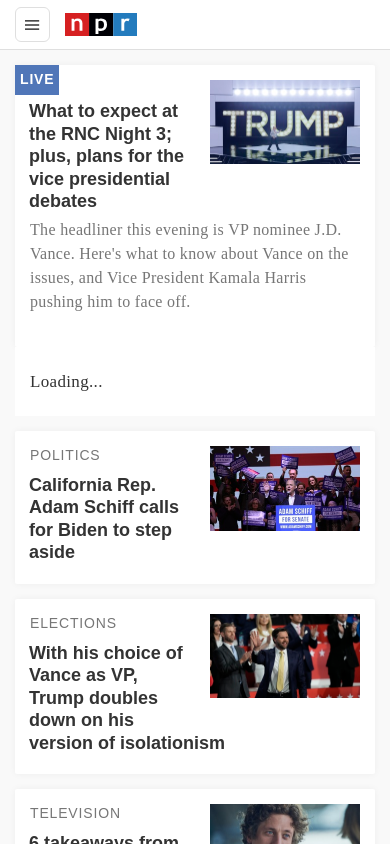 npr
LIVE
What to expect at
the RNC Night 3;
plus, plans for the
vice presidential
debates
TRUMP
The headliner this evening is VP nominee J.D.
Vance. Here's what to know about Vance on the
issues, and Vice President Kamala Harris
pushing him to face off.
Loading...
POLITICS
California Rep.
Adam Schiff calls
for Biden to step
aside
ADAM SCHIFF
FOR SENATE
ELECTIONS
With his choice of
Vance as VP,
Trump doubles
down on his
version of isolationism
TELEVISION
6 takeaways from